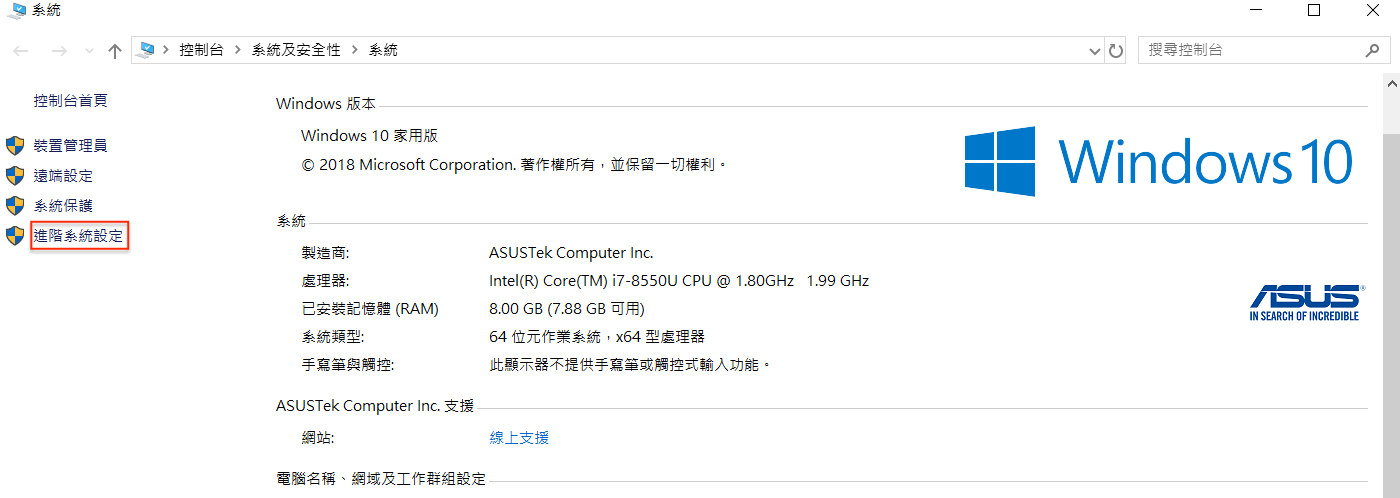 系統
控制台 > 系統及安全性 > 系統
搜尋控制台
控制台首頁
裝置管理員
遠端設定
系統保護
進階系統設定
Windows 版本
Windows 10 家用版
© 2018 Microsoft Corporation. 著作權所有，並保留一切權利。
Windows 10
系統
製造商: ASUSTek Computer Inc.
處理器: Intel(R) Core(TM) i7-8550U CPU @ 1.80GHz 1.99 GHz
已安裝記憶體 (RAM) 8.00 GB (7.88 GB 可用)
系統類型: 64 位元作業系統，x64 型處理器
手寫筆與觸控: 此顯示器不提供手寫筆或觸控式輸入功能。
ASUS®
IN SEARCH OF INCREDIBLE
ASUSTek Computer Inc. 支援
網站: 線上支援
電腦名稱、網域及工作群組設定